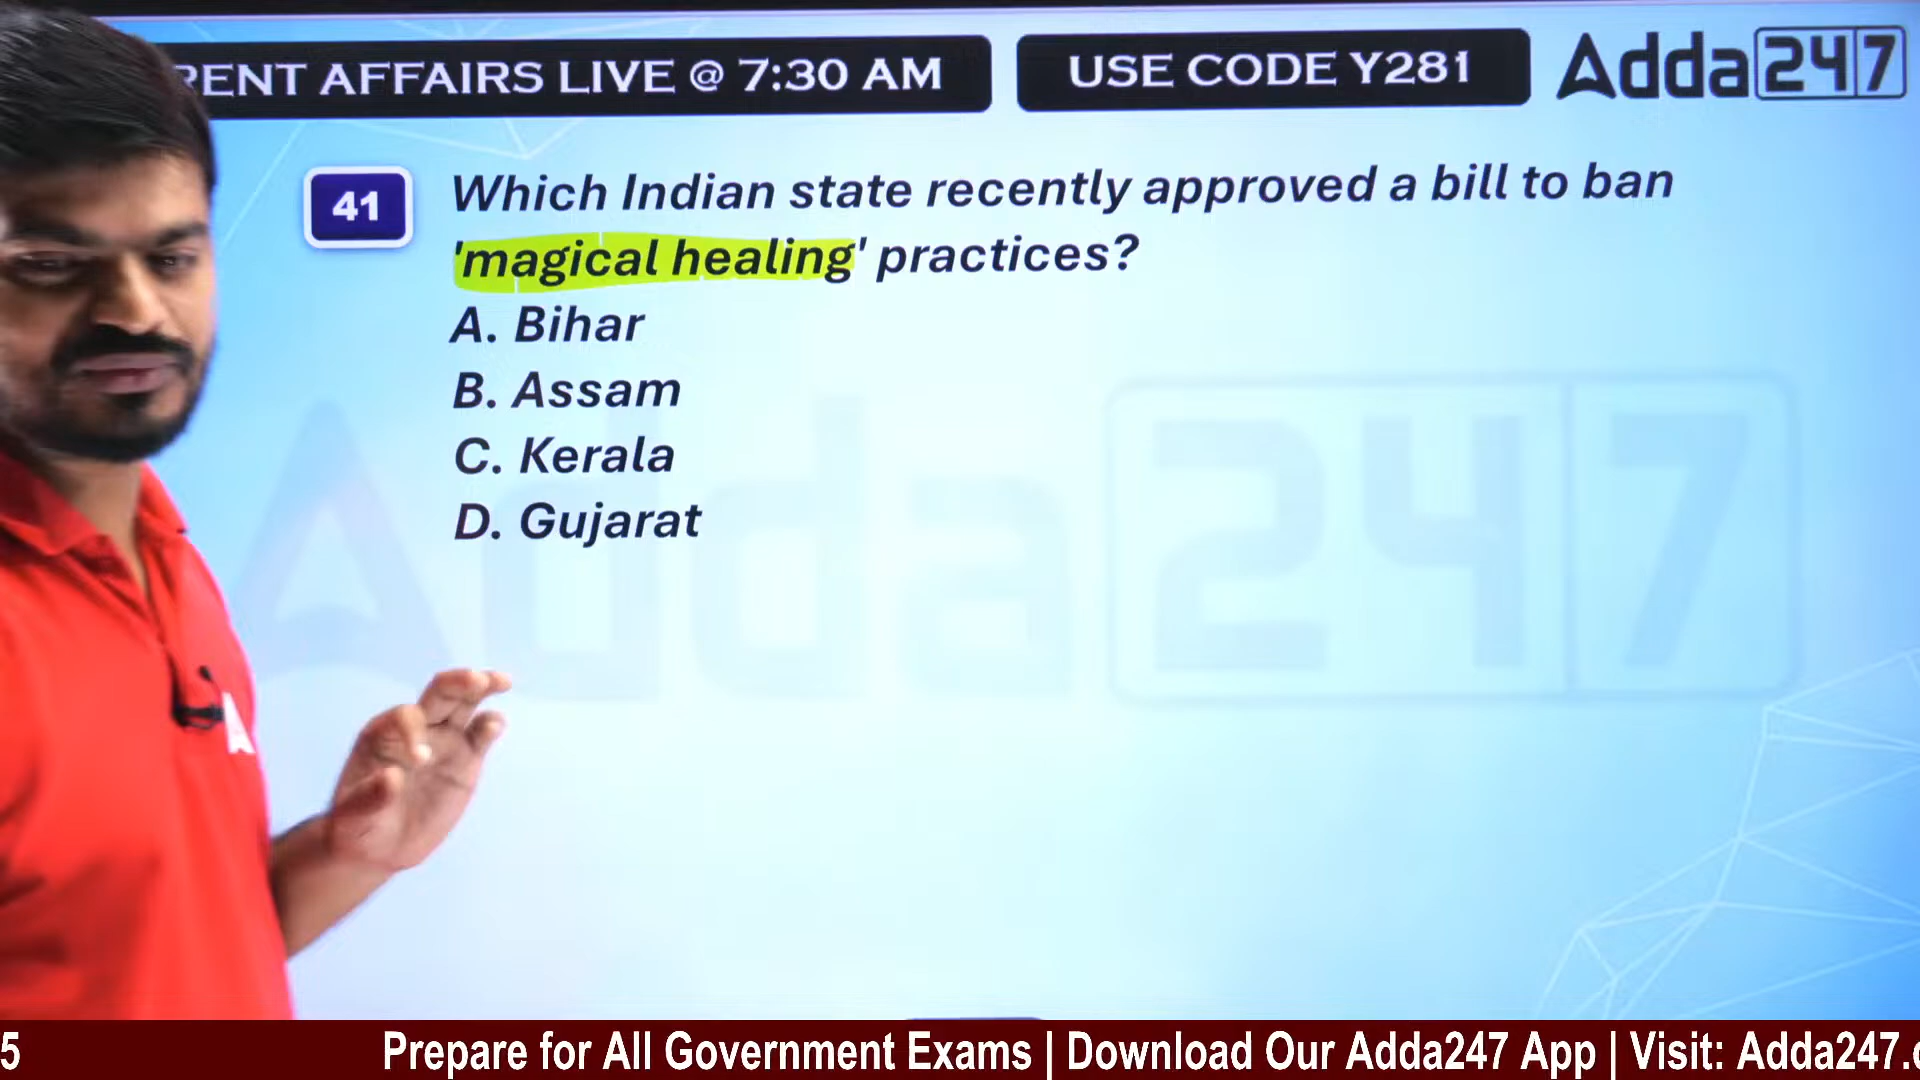 RENT AFFAIRS LIVE @ 7:30 AM
USE CODE Y281
Adda247
41
Which Indian state recently approved a bill to ban
'magical healing' practices?
A. Bihar
B. Assam
C. Kerala
D. Gujarat
Adda247
5 Prepare for All Government Exams | Download Our Adda247 App | Visit: Adda247.c